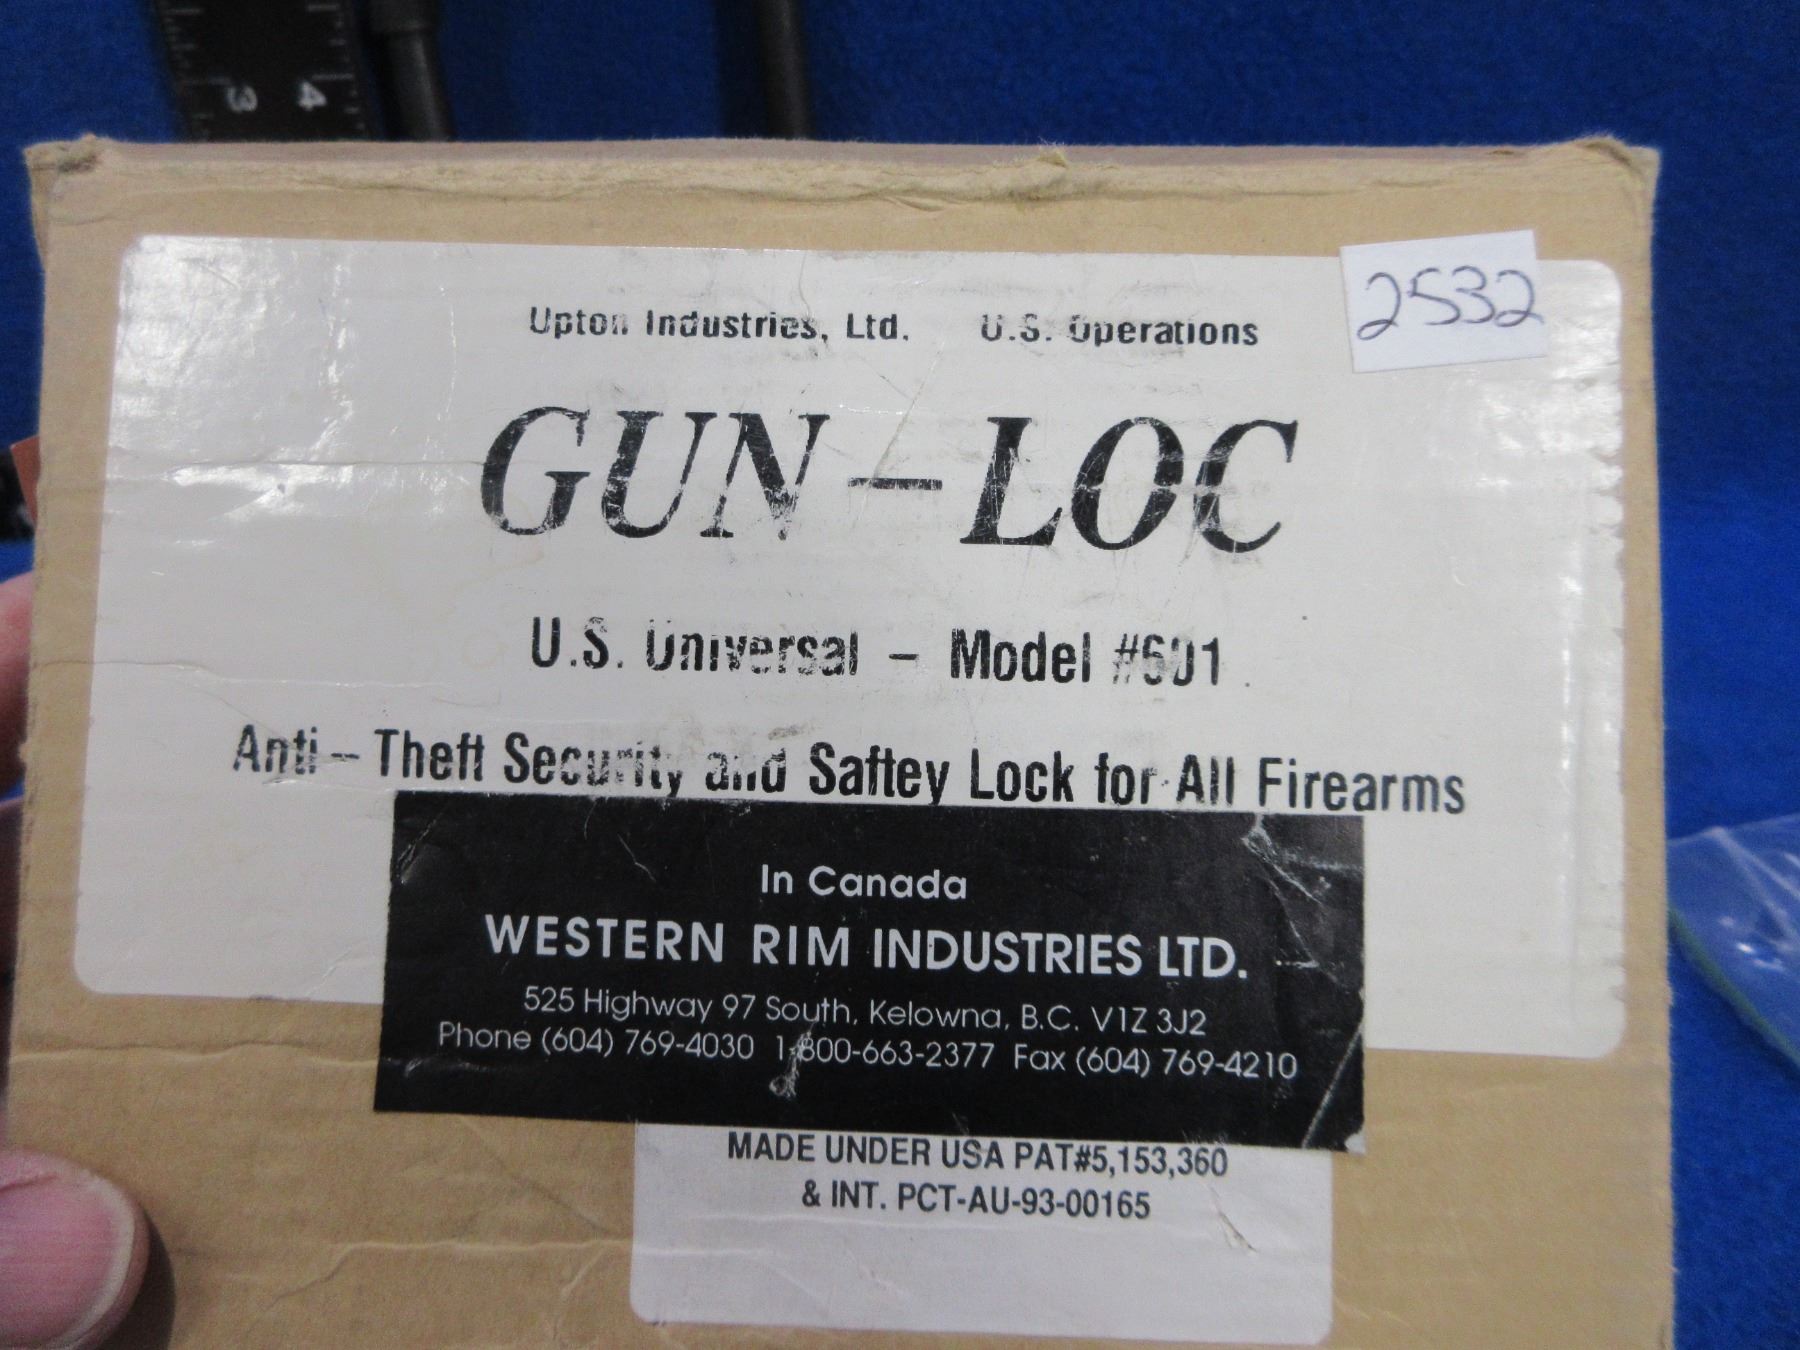 3 4
2532
Upton Industries, Ltd. U.S. Operations
GUN-LOC
U.S. Universal - Model #601
Anti-Theft Security and Saftey Lock for All Firearms
In Canada
WESTERN RIM INDUSTRIES LTD.
525 Highway 97 South, Kelowna, B.C. V1Z 3J2
Phone (604) 769-4030 1-800-663-2377 Fax (604) 769-4210
MADE UNDER USA PAT#5,153,360
& INT. PCT-AU-93-00165